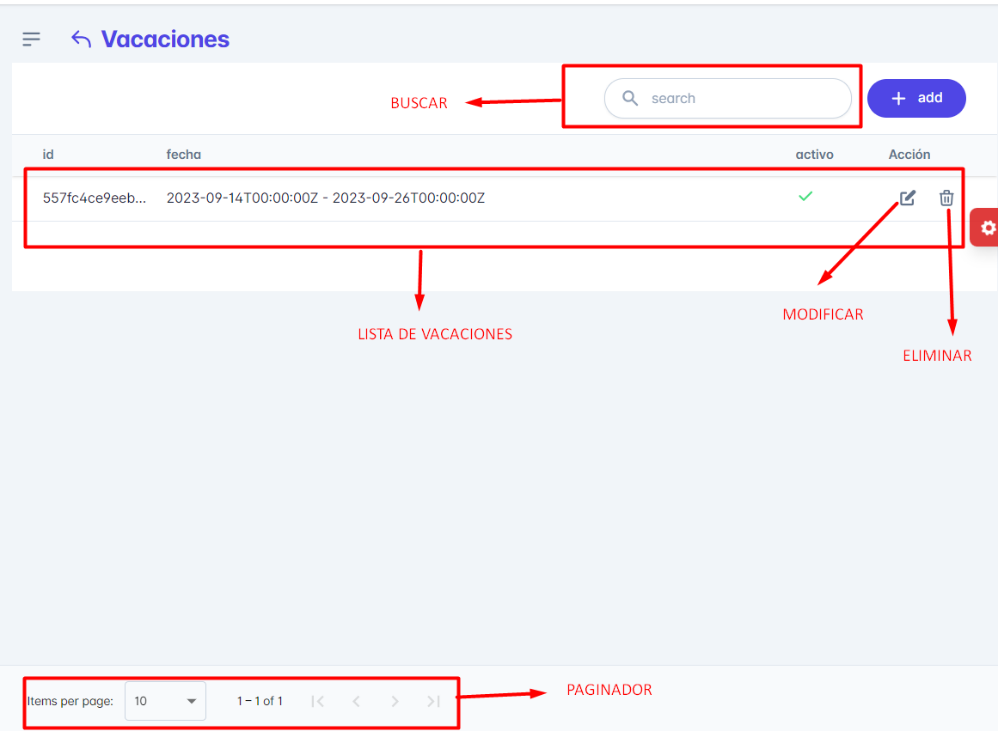 Vacaciones
BUSCAR
search
add
id fecha activo Acción
557fc4ce9eeb... 2023-09-14T00:00:00Z - 2023-09-26T00:00:00Z
MODIFICAR
LISTA DE VACACIONES
ELIMINAR
PAGINADOR
Items per page: 10 1 – 1 of 1